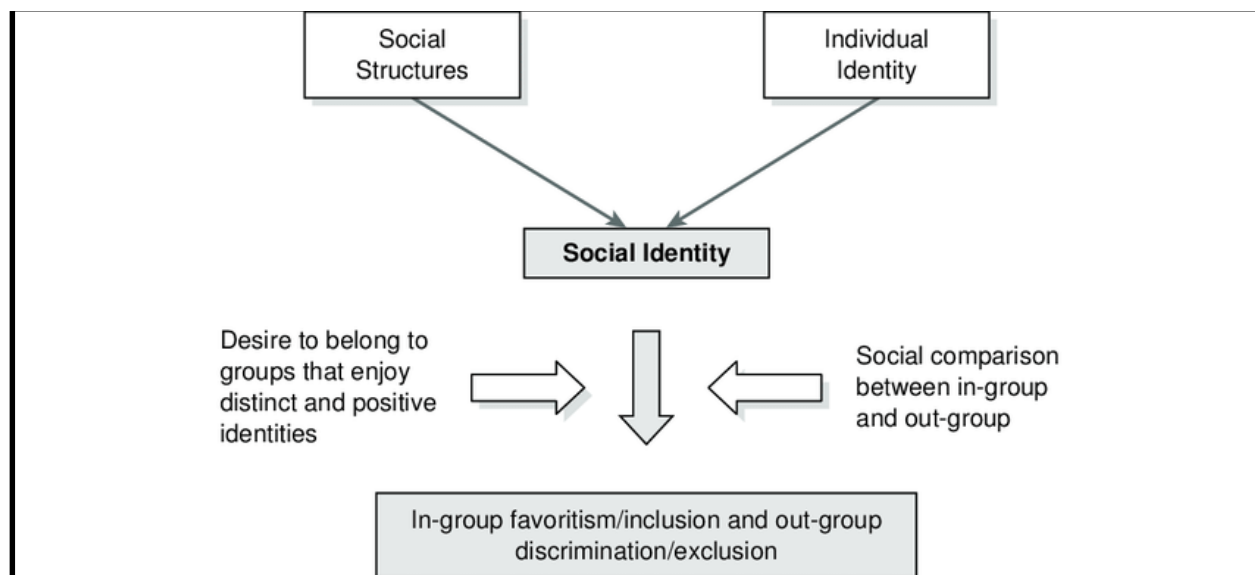 Social
Structures
Individual
Identity
Social Identity
Desire to belong to
groups that enjoy
distinct and positive
identities
Social comparison
between in-group
and out-group
In-group favoritism/inclusion and out-group
discrimination/exclusion